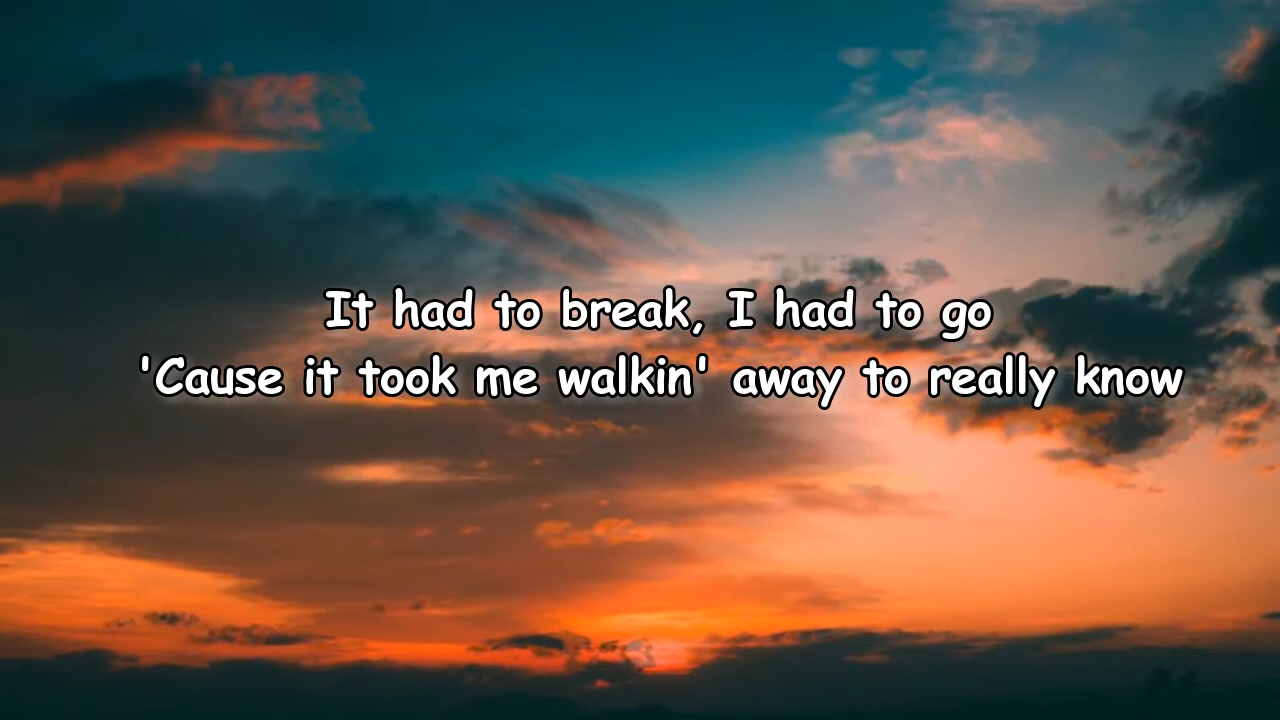 It had to break, I had to go
'Cause it took me walkin' away to really know